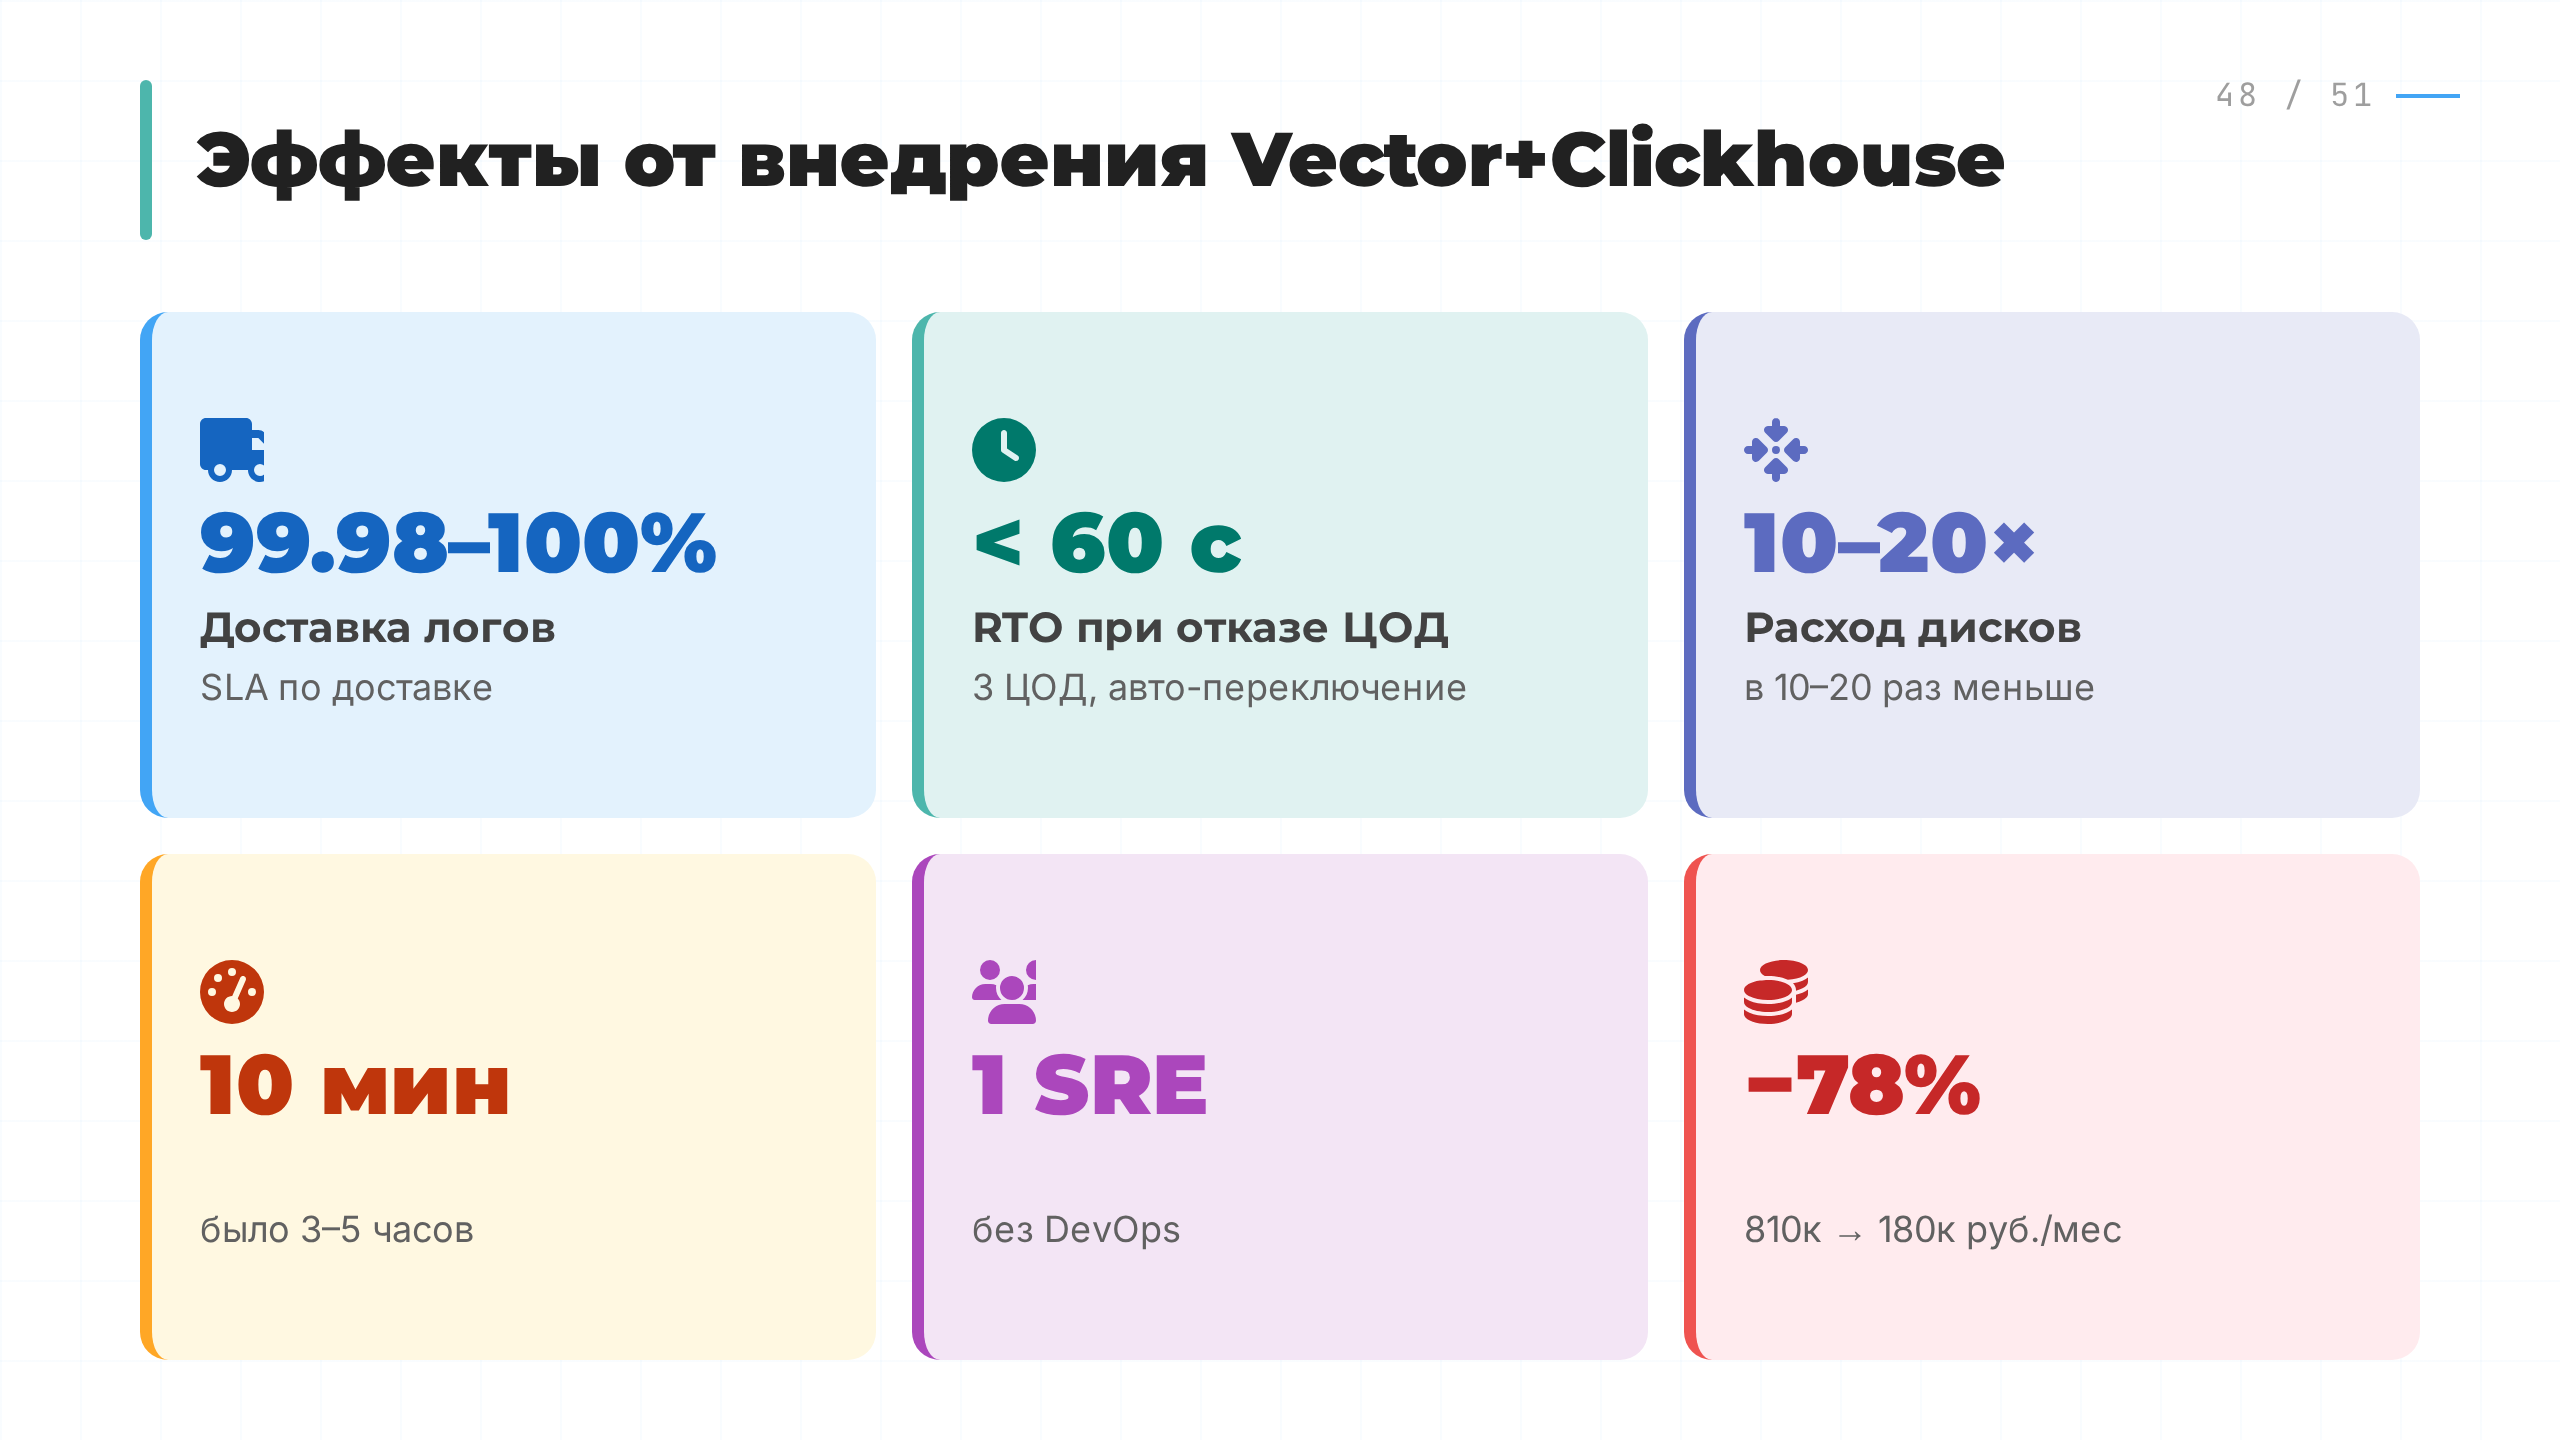 48 / 51
Эффекты от внедрения Vector+Clickhouse
99.98–100%
Доставка логов
SLA по доставке
< 60 с
RTO при отказе ЦОД
3 ЦОД, авто-переключение
10–20×
Расход дисков
в 10–20 раз меньше
10 мин
было 3–5 часов
1 SRE
без DevOps
−78%
810к → 180к руб./мес